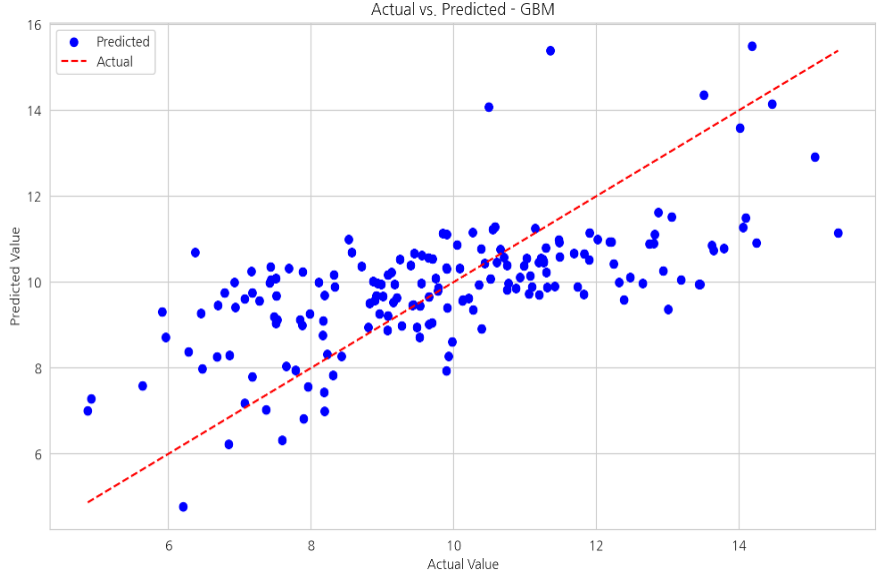 Actual vs. Predicted - GBM
Predicted
Actual
Predicted Value
16
14
12
10
8
6
6
8
10
12
14
Actual Value